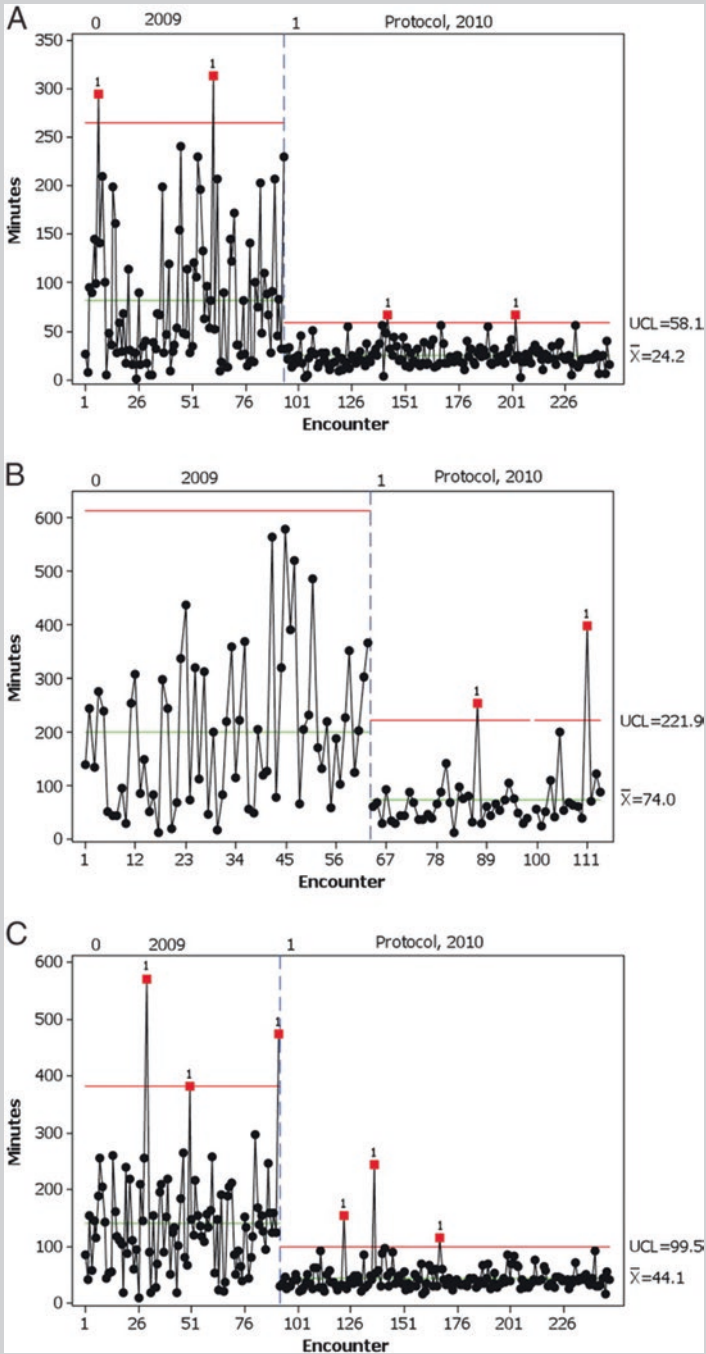 A
0 2009 1 Protocol, 2010
350
300
250
200
150
100
50
0
Minutes
1
1
1
1
UCL=58.1
X̄=24.2
1 26 51 76 101 126 151 176 201 226
Encounter
B
0 2009 1 Protocol, 2010
600
500
400
300
200
100
0
Minutes
1
1
UCL=221.9
X̄=74.0
1 12 23 34 45 56 67 78 89 100 111
Encounter
C
0 2009 1 Protocol, 2010
600
500
400
300
200
100
0
Minutes
1
1
1
1
1
1
UCL=99.5
X̄=44.1
1 26 51 76 101 126 151 176 201 226
Encounter